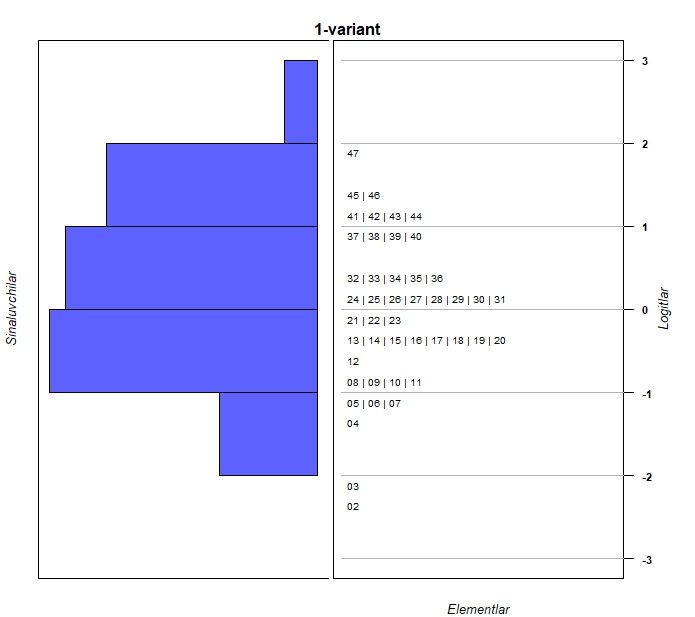 1-variant
3
2
47
45 | 46
41 | 42 | 43 | 44
1
37 | 38 | 39 | 40
32 | 33 | 34 | 35 | 36
24 | 25 | 26 | 27 | 28 | 29 | 30 | 31
0
21 | 22 | 23
13 | 14 | 15 | 16 | 17 | 18 | 19 | 20
12
08 | 09 | 10 | 11
-1
05 | 06 | 07
04
-2
03
02
-3
Sinaluvchilar
Logitlar
Elementlar